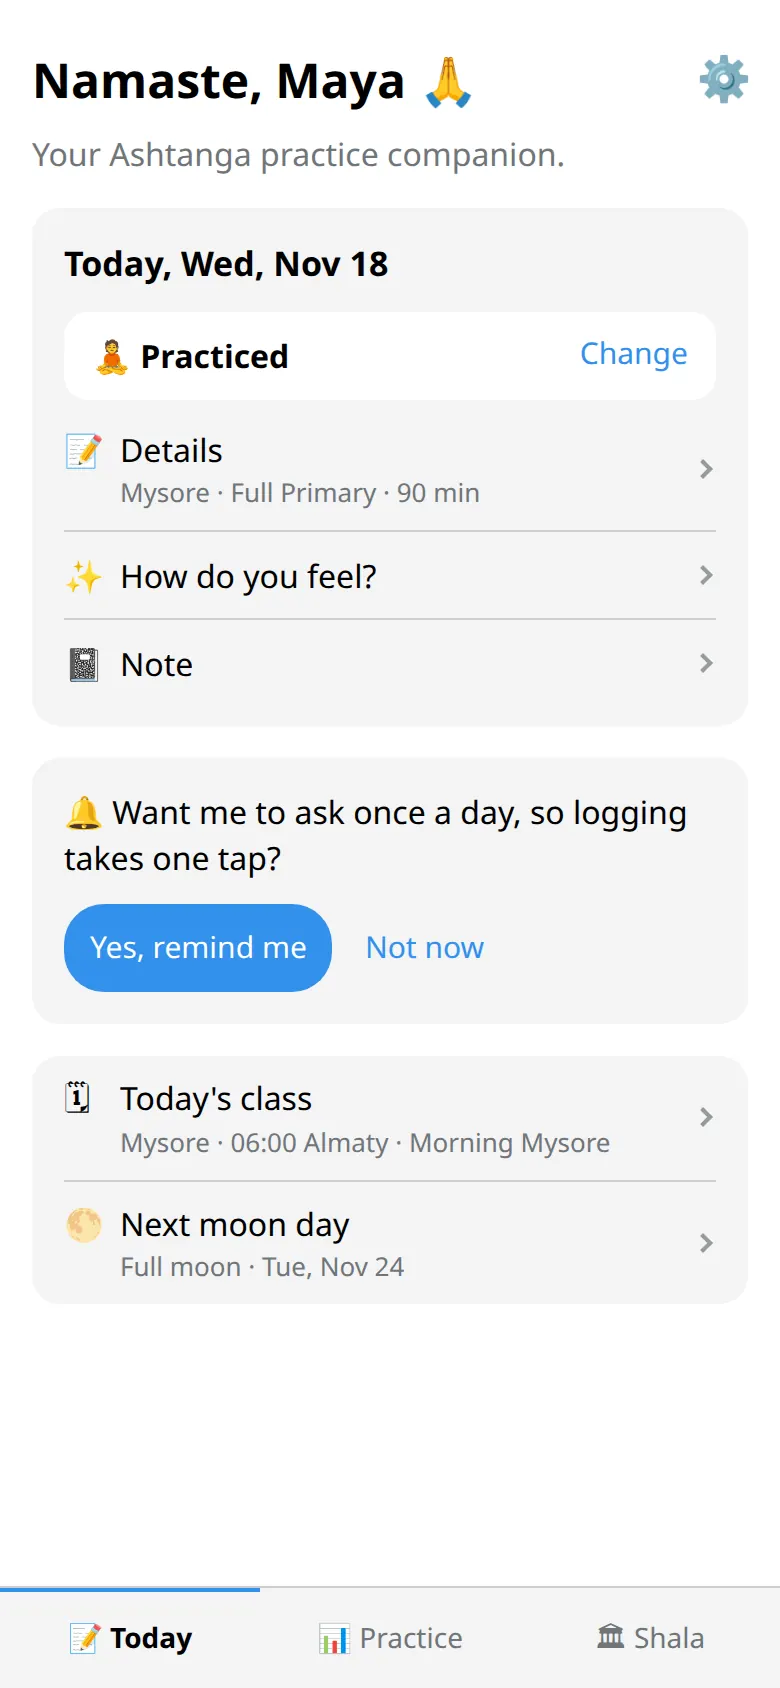 Namaste, Maya 🙏
Your Ashtanga practice companion.
Today, Wed, Nov 18
Practiced
Change
Details
Mysore · Full Primary · 90 min
How do you feel?
Note
Want me to ask once a day, so logging
takes one tap?
Yes, remind me
Not now
Today's class
Mysore · 06:00 Almaty · Morning Mysore
Next moon day
Full moon · Tue, Nov 24
Today
Practice
Shala